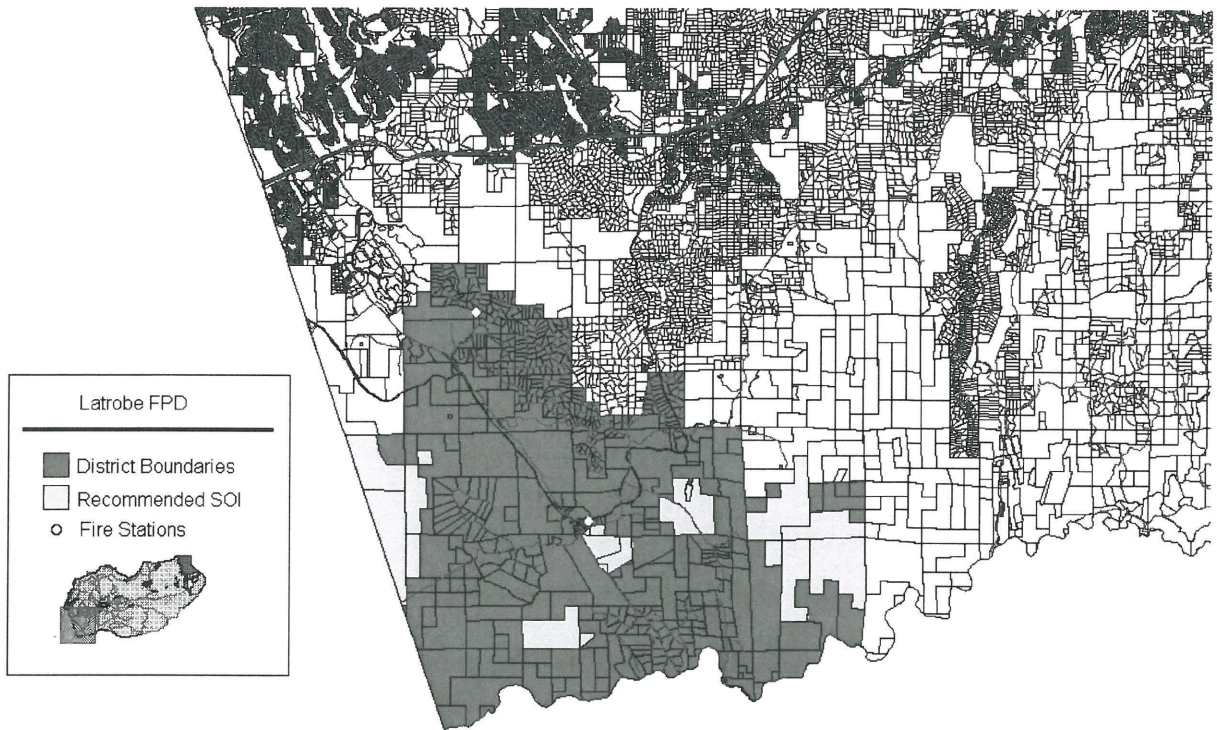 Latrobe FPD
District Boundaries
Recommended SOI
Fire Stations